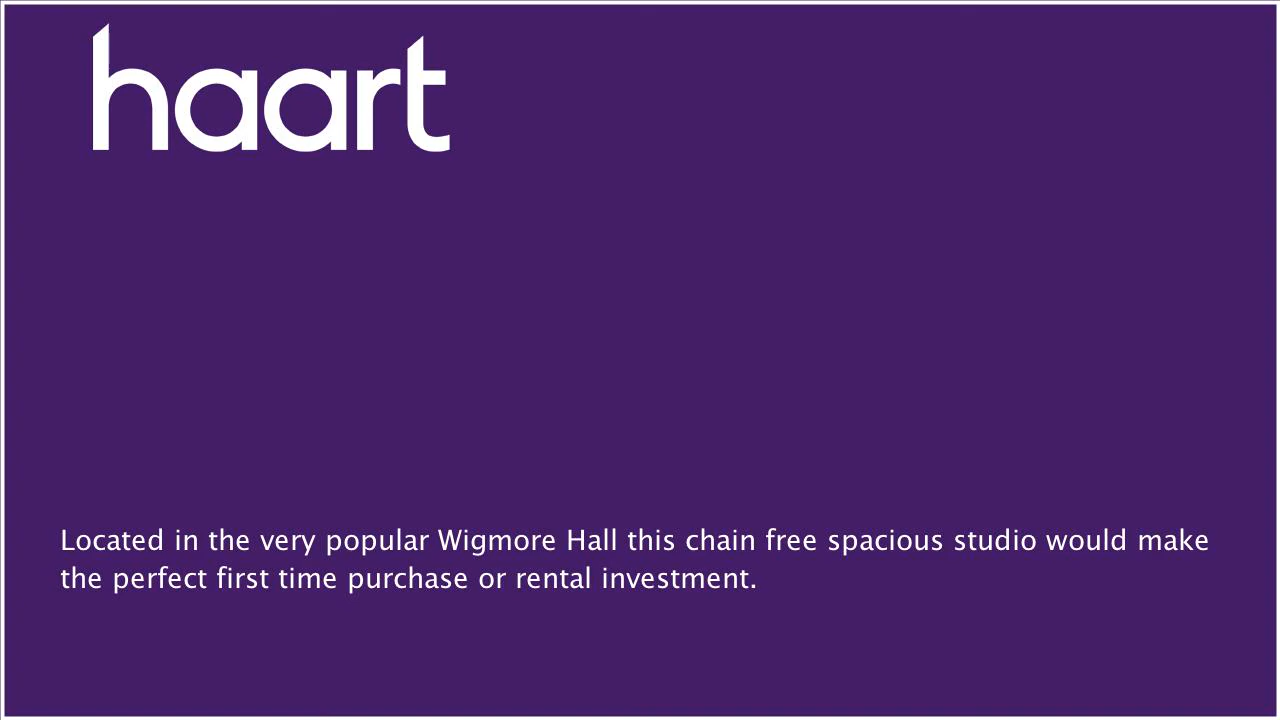 haart
Located in the very popular Wigmore Hall this chain free spacious studio would make
the perfect first time purchase or rental investment.